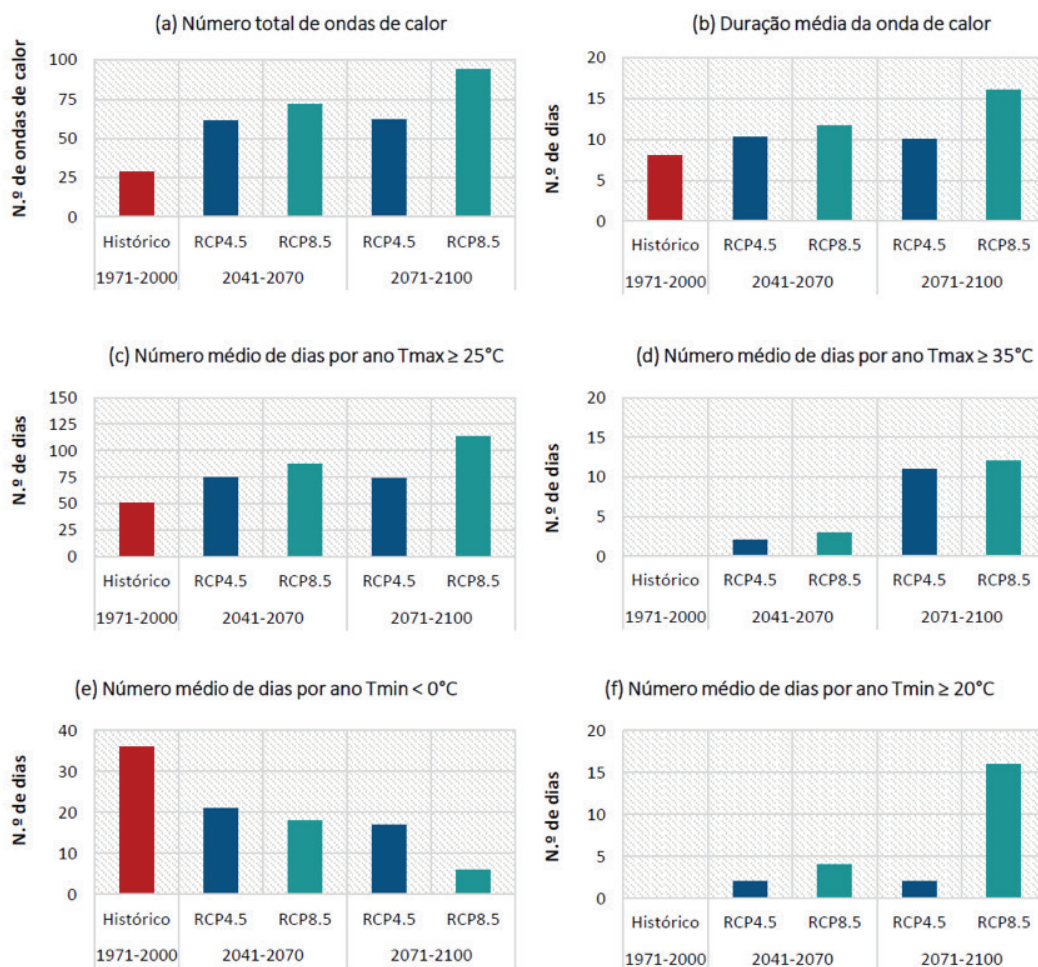 (a) Número total de ondas de calor
N.º de ondas de calor
100
75
50
25
0
Histórico RCP4.5 RCP8.5 RCP4.5 RCP8.5
1971-2000 2041-2070 2071-2100
(b) Duração média da onda de calor
N.º de dias
20
15
10
5
0
Histórico RCP4.5 RCP8.5 RCP4.5 RCP8.5
1971-2000 2041-2070 2071-2100
(c) Número médio de dias por ano Tmax ≥ 25°C
N.º de dias
150
125
100
75
50
25
0
Histórico RCP4.5 RCP8.5 RCP4.5 RCP8.5
1971-2000 2041-2070 2071-2100
(d) Número médio de dias por ano Tmax ≥ 35°C
N.º de dias
20
15
10
5
0
Histórico RCP4.5 RCP8.5 RCP4.5 RCP8.5
1971-2000 2041-2070 2071-2100
(e) Número médio de dias por ano Tmin < 0°C
N.º de dias
40
30
20
10
0
Histórico RCP4.5 RCP8.5 RCP4.5 RCP8.5
1971-2000 2041-2070 2071-2100
(f) Número médio de dias por ano Tmin ≥ 20°C
N.º de dias
20
15
10
5
0
Histórico RCP4.5 RCP8.5 RCP4.5 RCP8.5
1971-2000 2041-2070 2071-2100